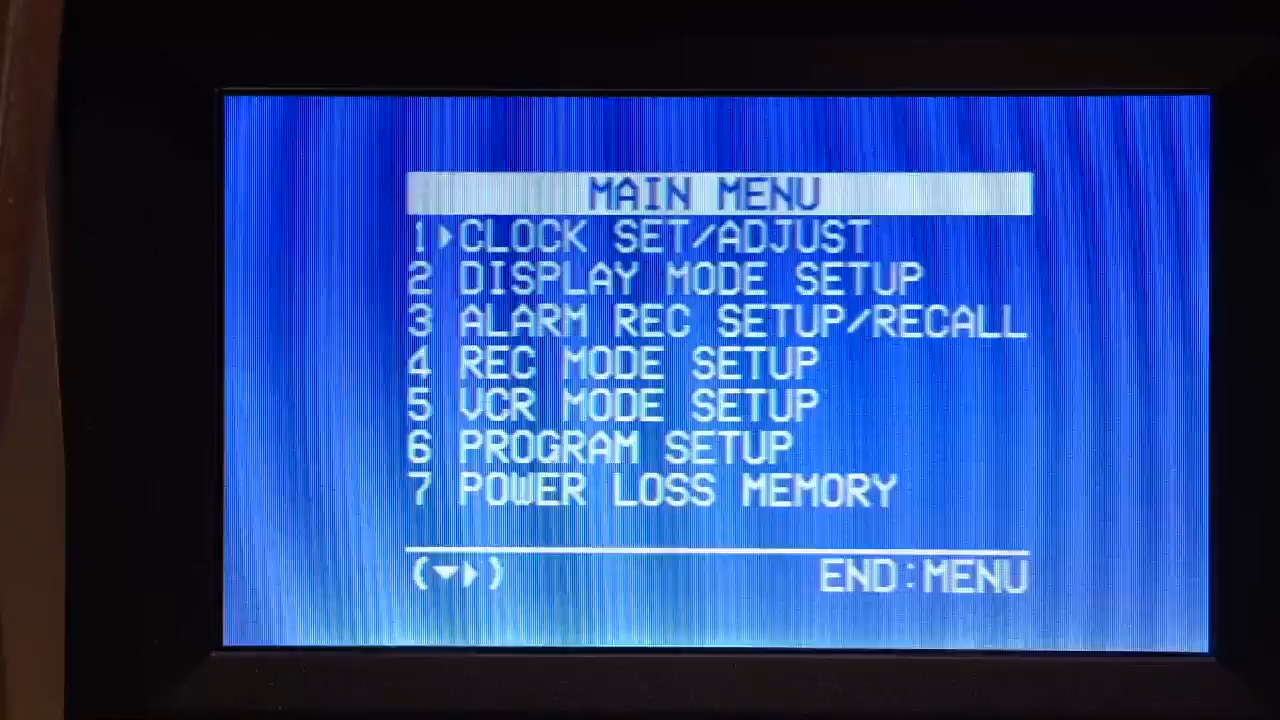 MAIN MENU
1▶CLOCK SET/ADJUST
2 DISPLAY MODE SETUP
3 ALARM REC SETUP/RECALL
4 REC MODE SETUP
5 VCR MODE SETUP
6 PROGRAM SETUP
7 POWER LOSS MEMORY
(▼▶) END:MENU